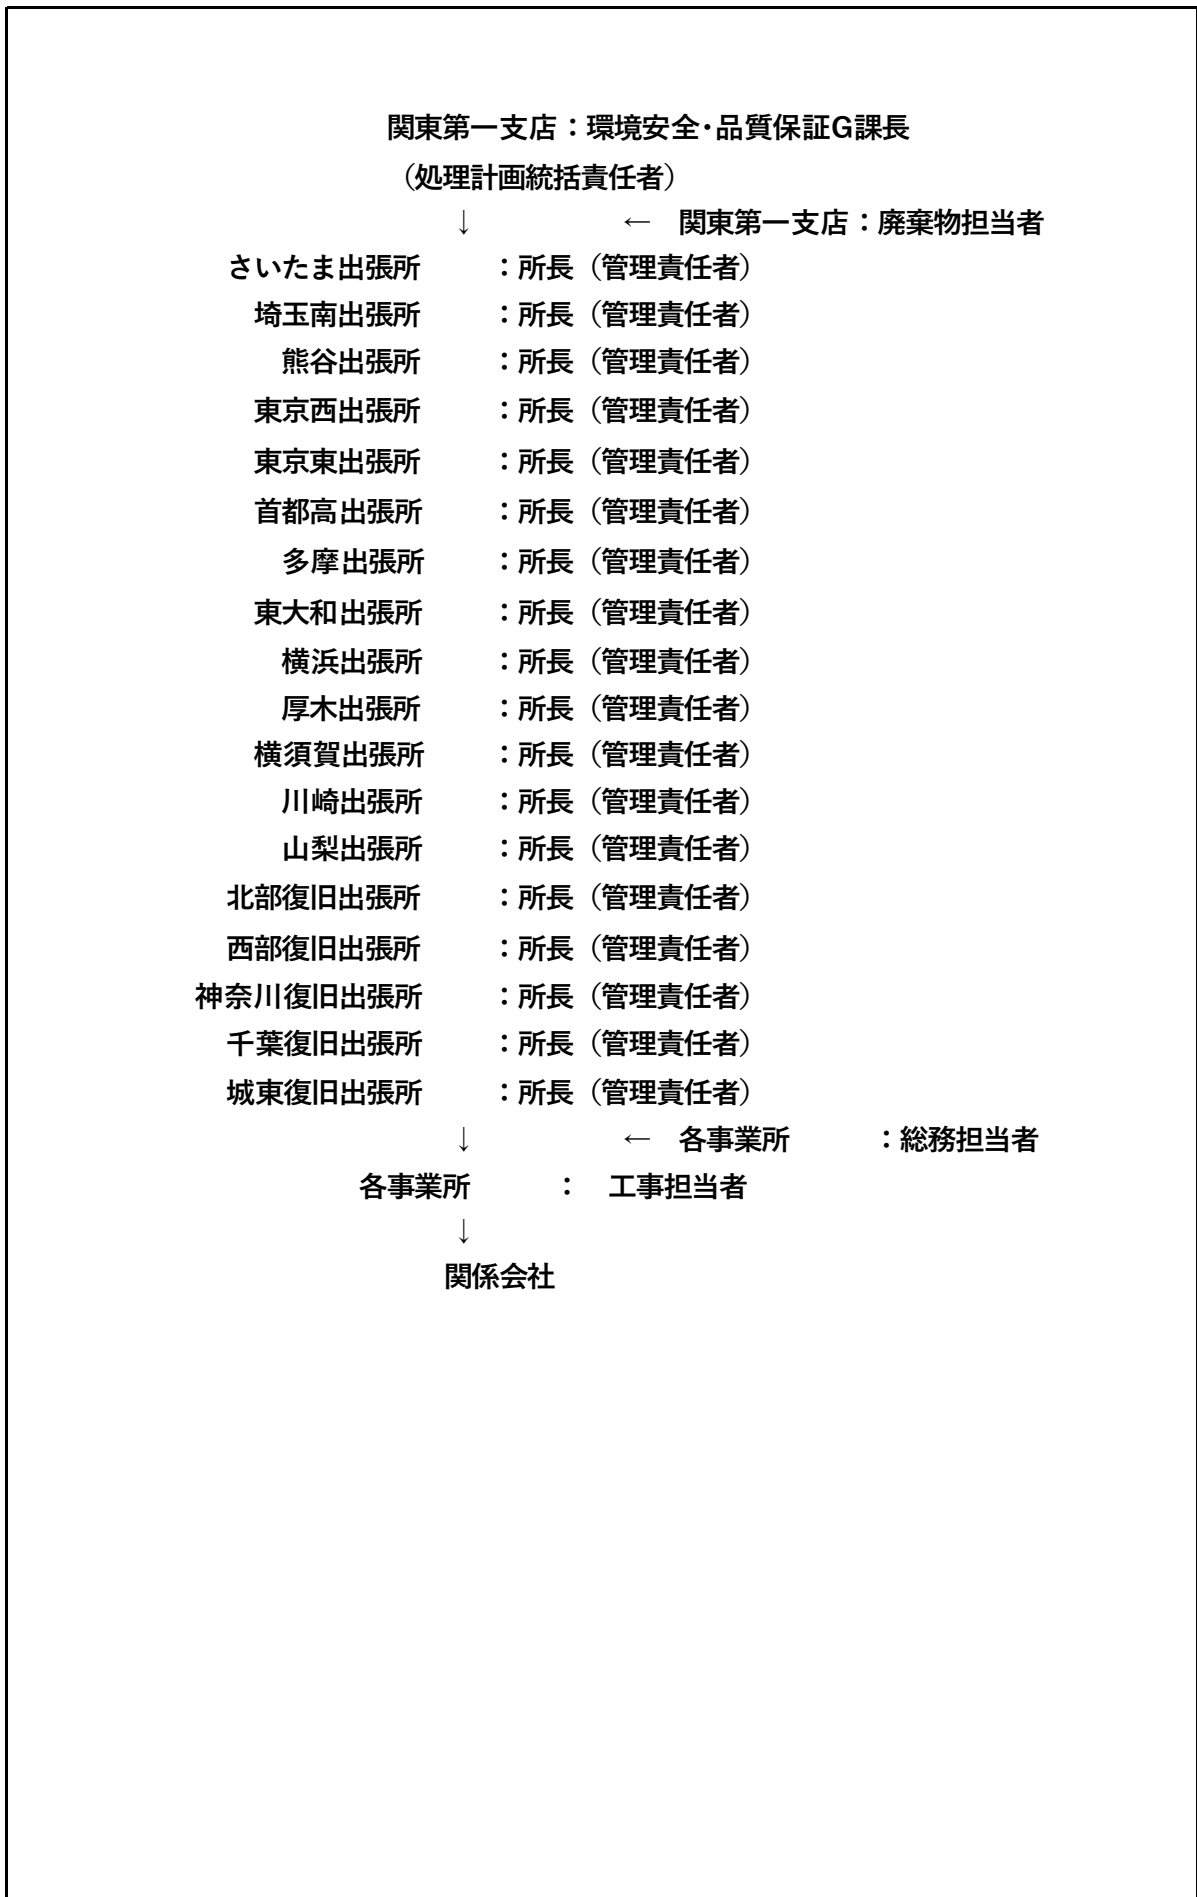 関東第一支店：環境安全・品質保証G課長
（処理計画統括責任者）
↓ ← 関東第一支店：廃棄物担当者
さいたま出張所 ：所長（管理責任者）
埼玉南出張所 ：所長（管理責任者）
熊谷出張所 ：所長（管理責任者）
東京西出張所 ：所長（管理責任者）
東京東出張所 ：所長（管理責任者）
首都高出張所 ：所長（管理責任者）
多摩出張所 ：所長（管理責任者）
東大和出張所 ：所長（管理責任者）
横浜出張所 ：所長（管理責任者）
厚木出張所 ：所長（管理責任者）
横須賀出張所 ：所長（管理責任者）
川崎出張所 ：所長（管理責任者）
山梨出張所 ：所長（管理責任者）
北部復旧出張所 ：所長（管理責任者）
西部復旧出張所 ：所長（管理責任者）
神奈川復旧出張所 ：所長（管理責任者）
千葉復旧出張所 ：所長（管理責任者）
城東復旧出張所 ：所長（管理責任者）
↓ ← 各事業所 ：総務担当者
各事業所 ： 工事担当者
↓
関係会社